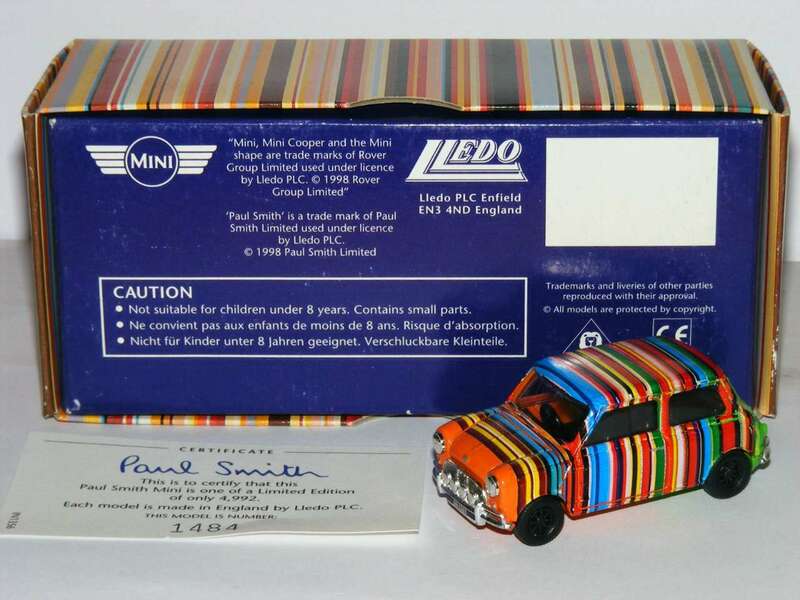 MINI
"Mini, Mini Cooper and the Mini
shape are trade marks of Rover
Group Limited used under licence
by Lledo PLC. © 1998 Rover
Group Limited"
'Paul Smith' is a trade mark of Paul
Smith Limited used under licence
by Lledo PLC.
© 1998 Paul Smith Limited
LLEDO
Lledo PLC Enfield
EN3 4ND England
CAUTION
• Not suitable for children under 8 years. Contains small parts.
• Ne convient pas aux enfants de moins de 8 ans. Risque d'absorption.
• Nicht für Kinder unter 8 Jahren geeignet. Verschluckbare Kleinteile.
Trademarks and liveries of other parties
reproduced with their approval.
© All models are protected by copyright.
CE
CERTIFICATE
Paul Smith
This is to certify that this
Paul Smith Mini is one of a Limited Edition
of only 4,992.
Each model is made in England by Lledo PLC.
THIS MODEL IS NUMBER:
1484